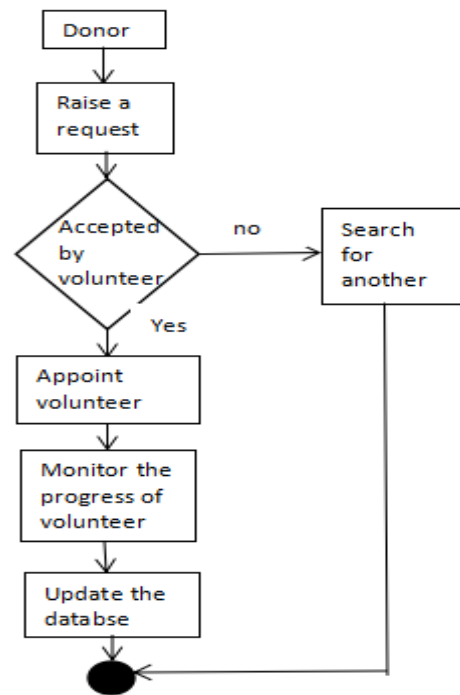 Donor
Raise a
request
Accepted
by
volunteer
no
Search
for
another
Yes
Appoint
volunteer
Monitor the
progress of
volunteer
Update the
databse